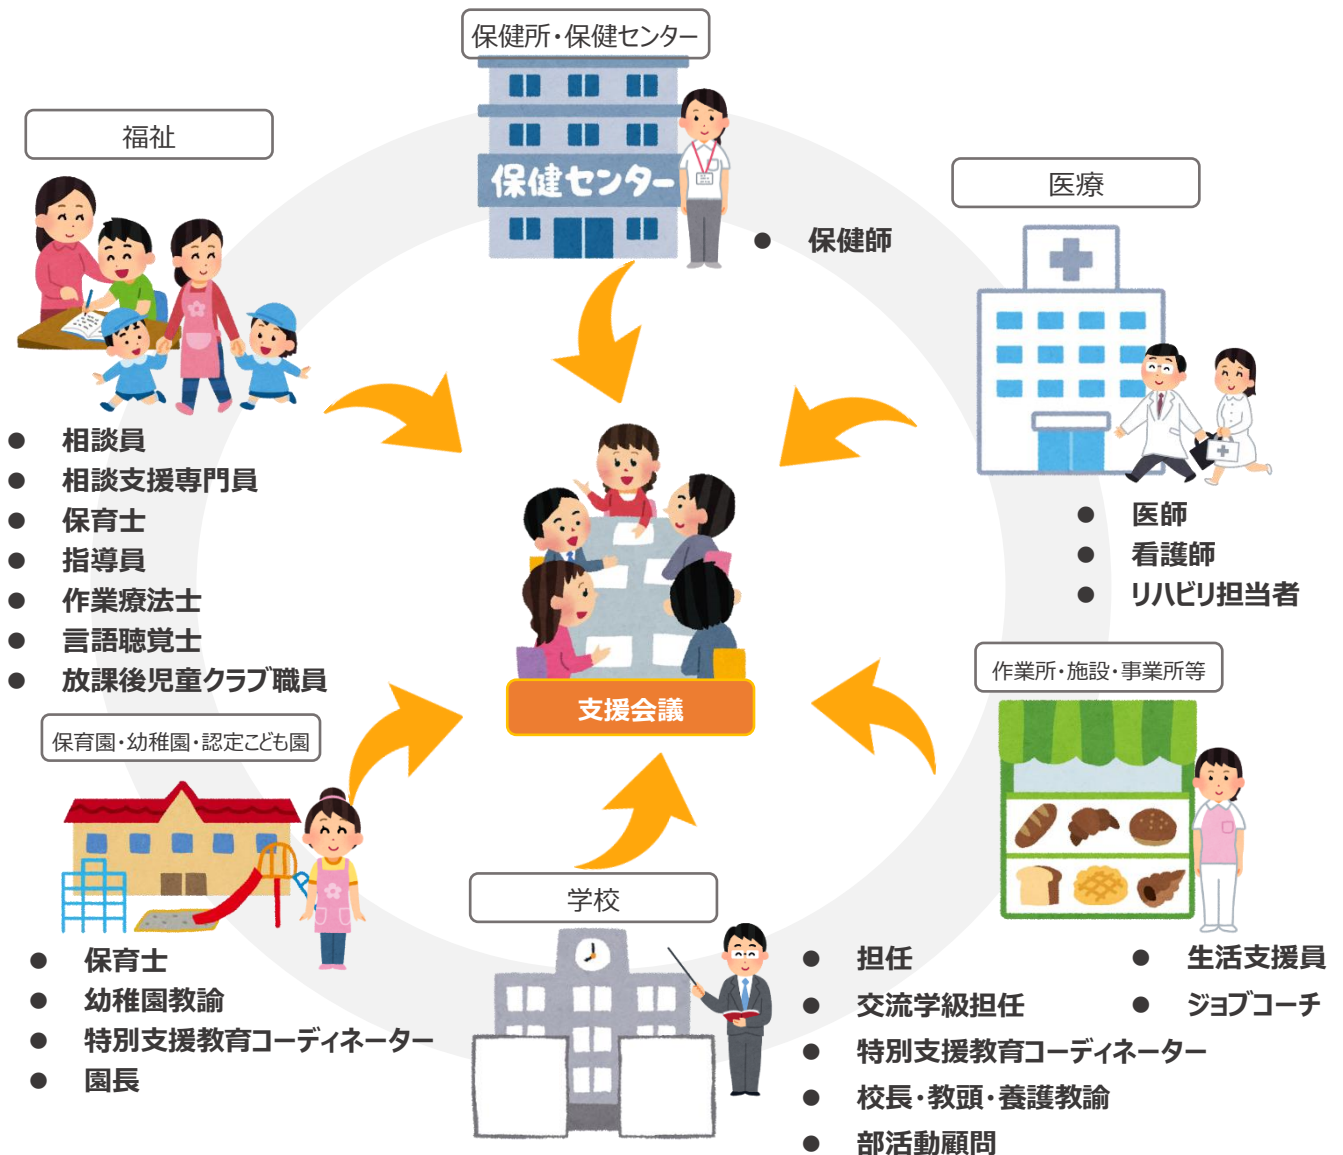 保健所・保健センター
保健センター
● 保健師
福祉
● 相談員
● 相談支援専門員
● 保育士
● 指導員
● 作業療法士
● 言語聴覚士
● 放課後児童クラブ職員
医療
● 医師
● 看護師
● リハビリ担当者
支援会議
保育園・幼稚園・認定こども園
● 保育士
● 幼稚園教諭
● 特別支援教育コーディネーター
● 園長
学校
● 担任
● 交流学級担任
● 特別支援教育コーディネーター
● 校長・教頭・養護教諭
● 部活動顧問
作業所・施設・事業所等
● 生活支援員
● ジョブコーチ